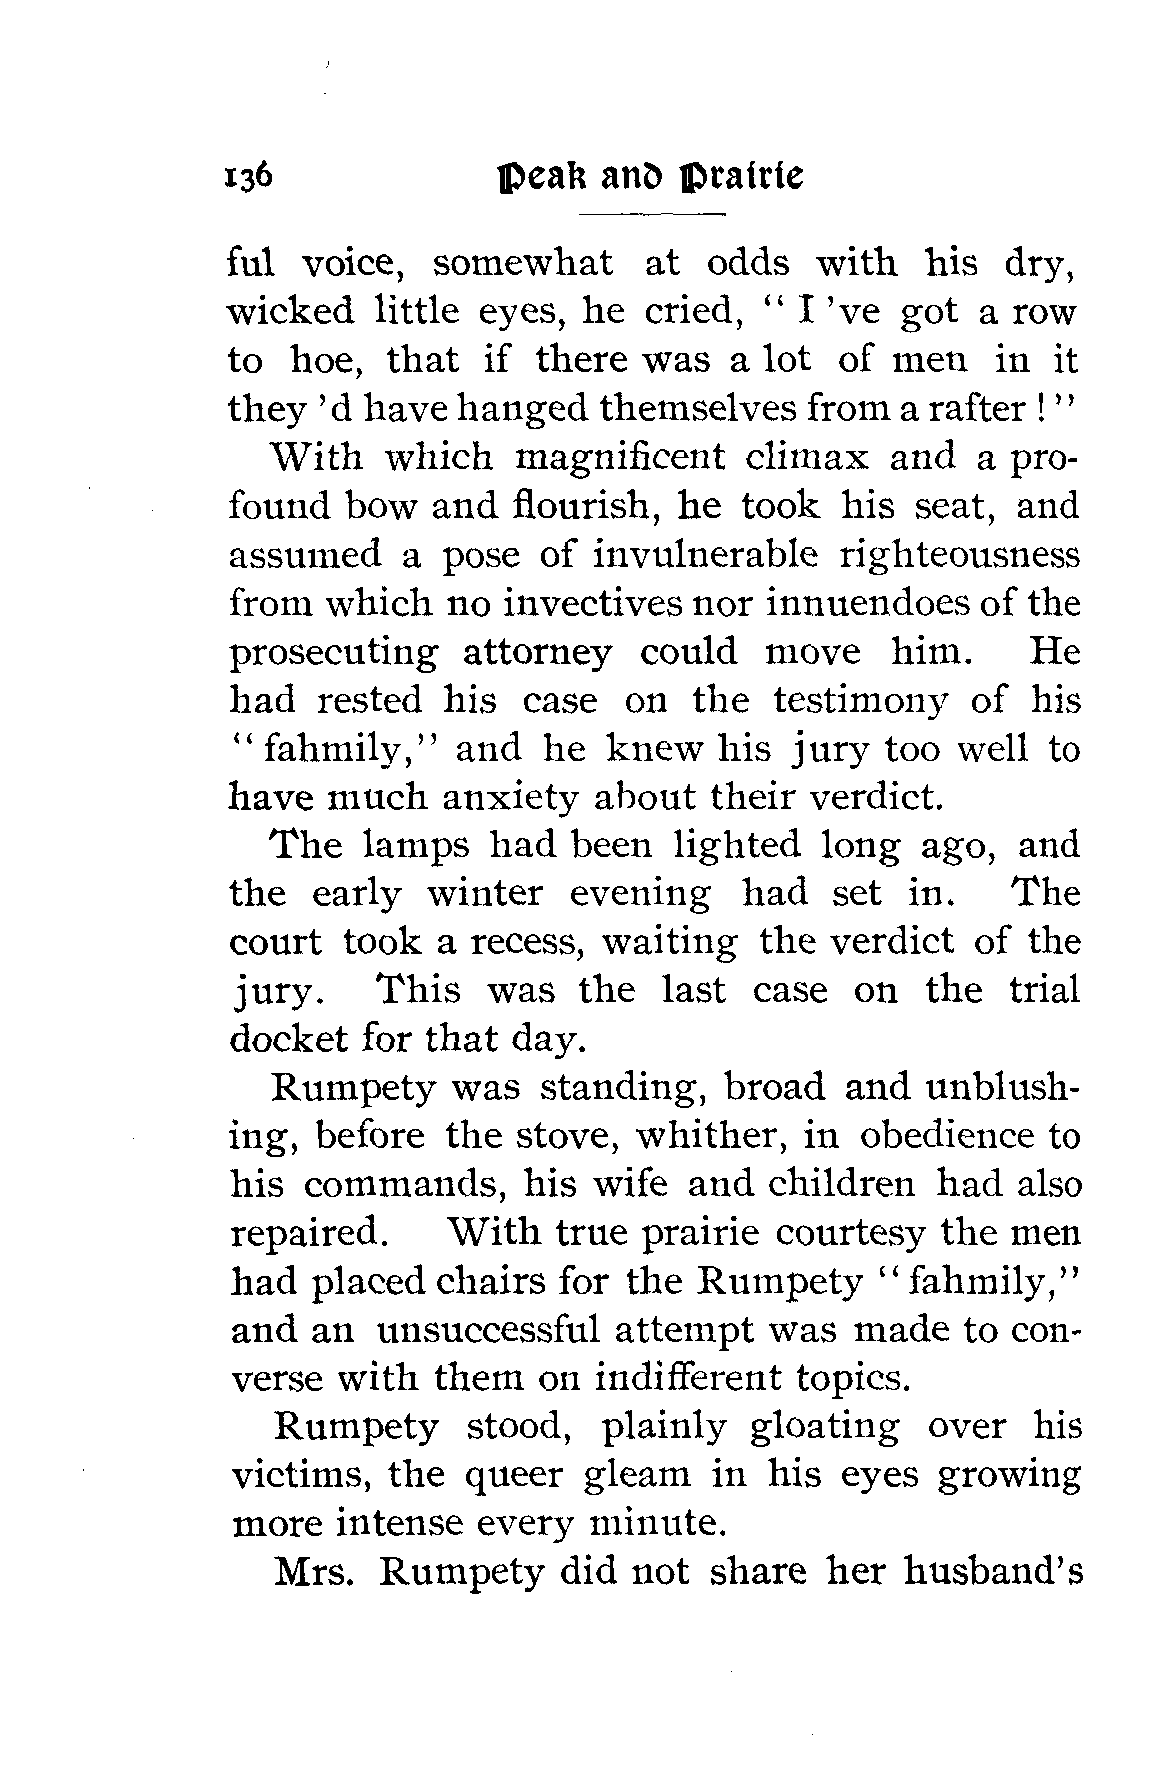 136 Peak and Prairie
ful voice, somewhat at odds with his dry,
wicked little eyes, he cried, “ I 've got a row
to hoe, that if there was a lot of men in it
they 'd have hanged themselves from a rafter ! ”
With which magnificent climax and a pro-
found bow and flourish, he took his seat, and
assumed a pose of invulnerable righteousness
from which no invectives nor innuendoes of the
prosecuting attorney could move him. He
had rested his case on the testimony of his
“ fahmily,” and he knew his jury too well to
have much anxiety about their verdict.
The lamps had been lighted long ago, and
the early winter evening had set in. The
court took a recess, waiting the verdict of the
jury. This was the last case on the trial
docket for that day.
Rumpety was standing, broad and unblush-
ing, before the stove, whither, in obedience to
his commands, his wife and children had also
repaired. With true prairie courtesy the men
had placed chairs for the Rumpety “ fahmily,”
and an unsuccessful attempt was made to con-
verse with them on indifferent topics.
Rumpety stood, plainly gloating over his
victims, the queer gleam in his eyes growing
more intense every minute.
Mrs. Rumpety did not share her husband's